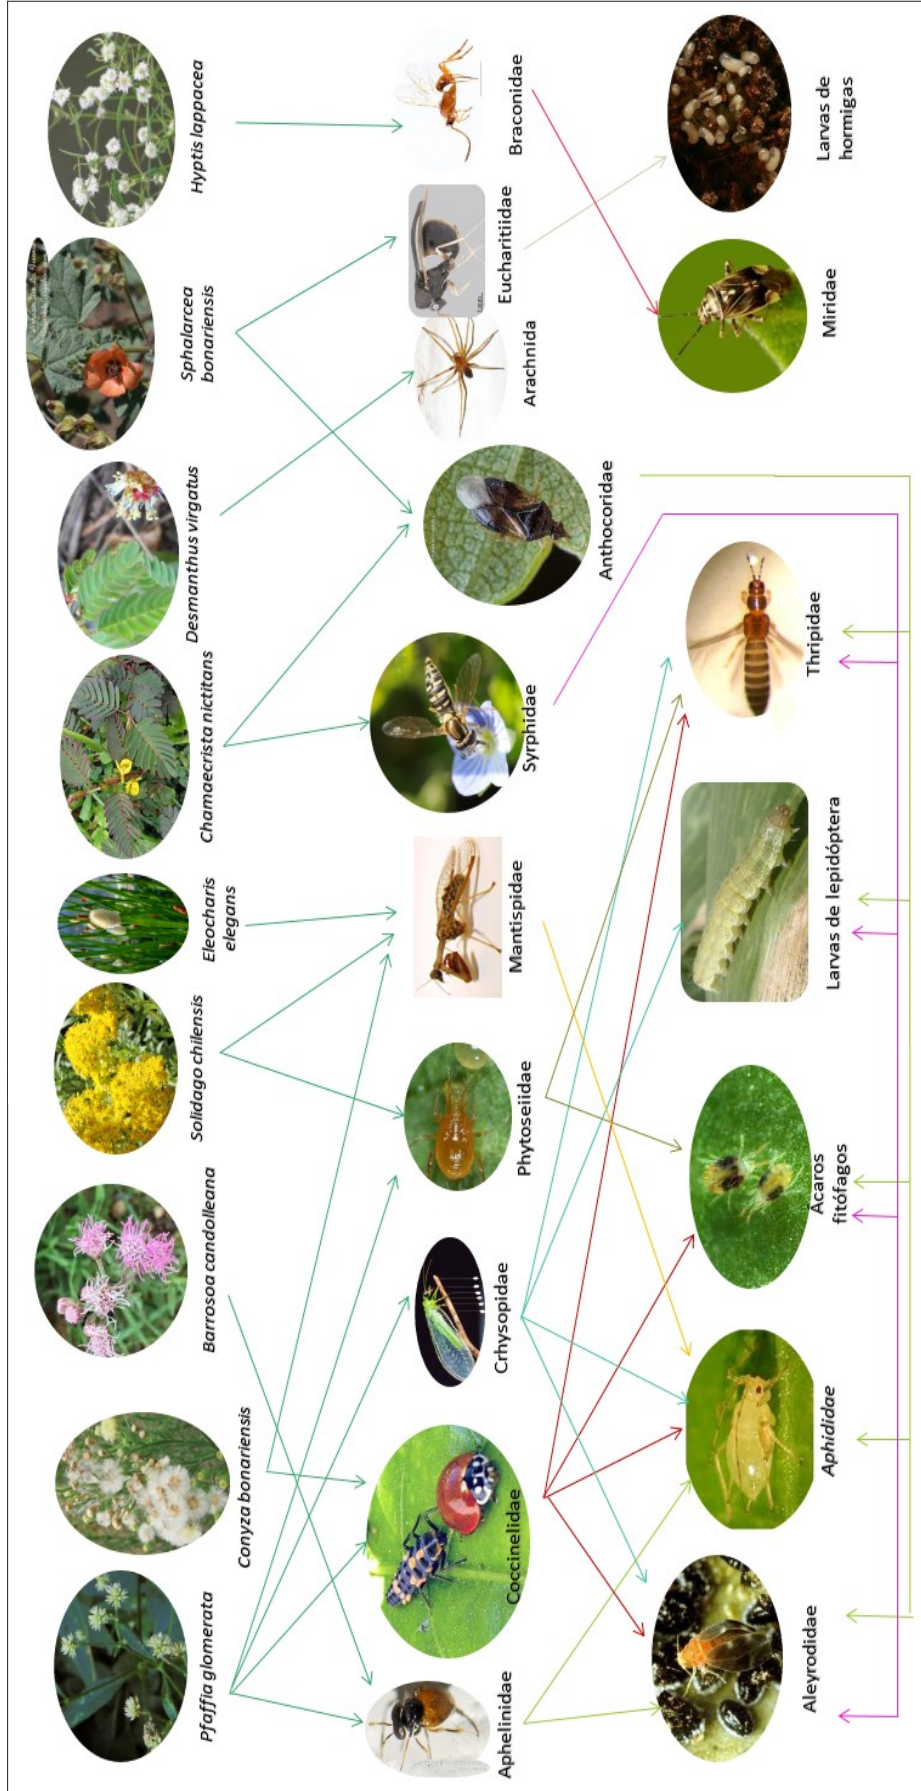 Pfaffia glomerata
Conyza bonariensis
Barrosoa candolleana
Solidago chilensis
Eleocharis
elegans
Chamaecrista nictitans
Desmanthus virgatus
Sphalarcea
bonariensis
Hyptis lappacea
Aphelinidae
Coccinelidae
Crhysopidae
Phytoseiidae
Mantispidae
Syrphidae
Anthocoridae
Arachnida
Eucharitiidae
Braconidae
Aleyrodidae
Aphididae
Ácaros
fitófagos
Larvas de lepidóptera
Thripidae
Miridae
Larvas de
hormigas